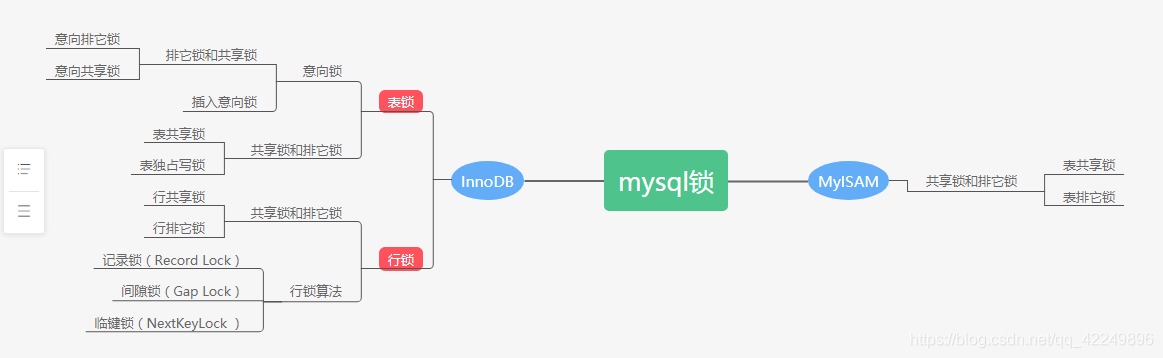 mysql锁
InnoDB
表锁
意向锁
排它锁和共享锁
意向排它锁
意向共享锁
插入意向锁
共享锁和排它锁
表共享锁
表独占写锁
行锁
共享锁和排它锁
行共享锁
行排它锁
行锁算法
记录锁（Record Lock）
间隙锁（Gap Lock）
临键锁（NextKeyLock ）
MyISAM
共享锁和排它锁
表共享锁
表排它锁
https://blog.csdn.net/qq_42249896